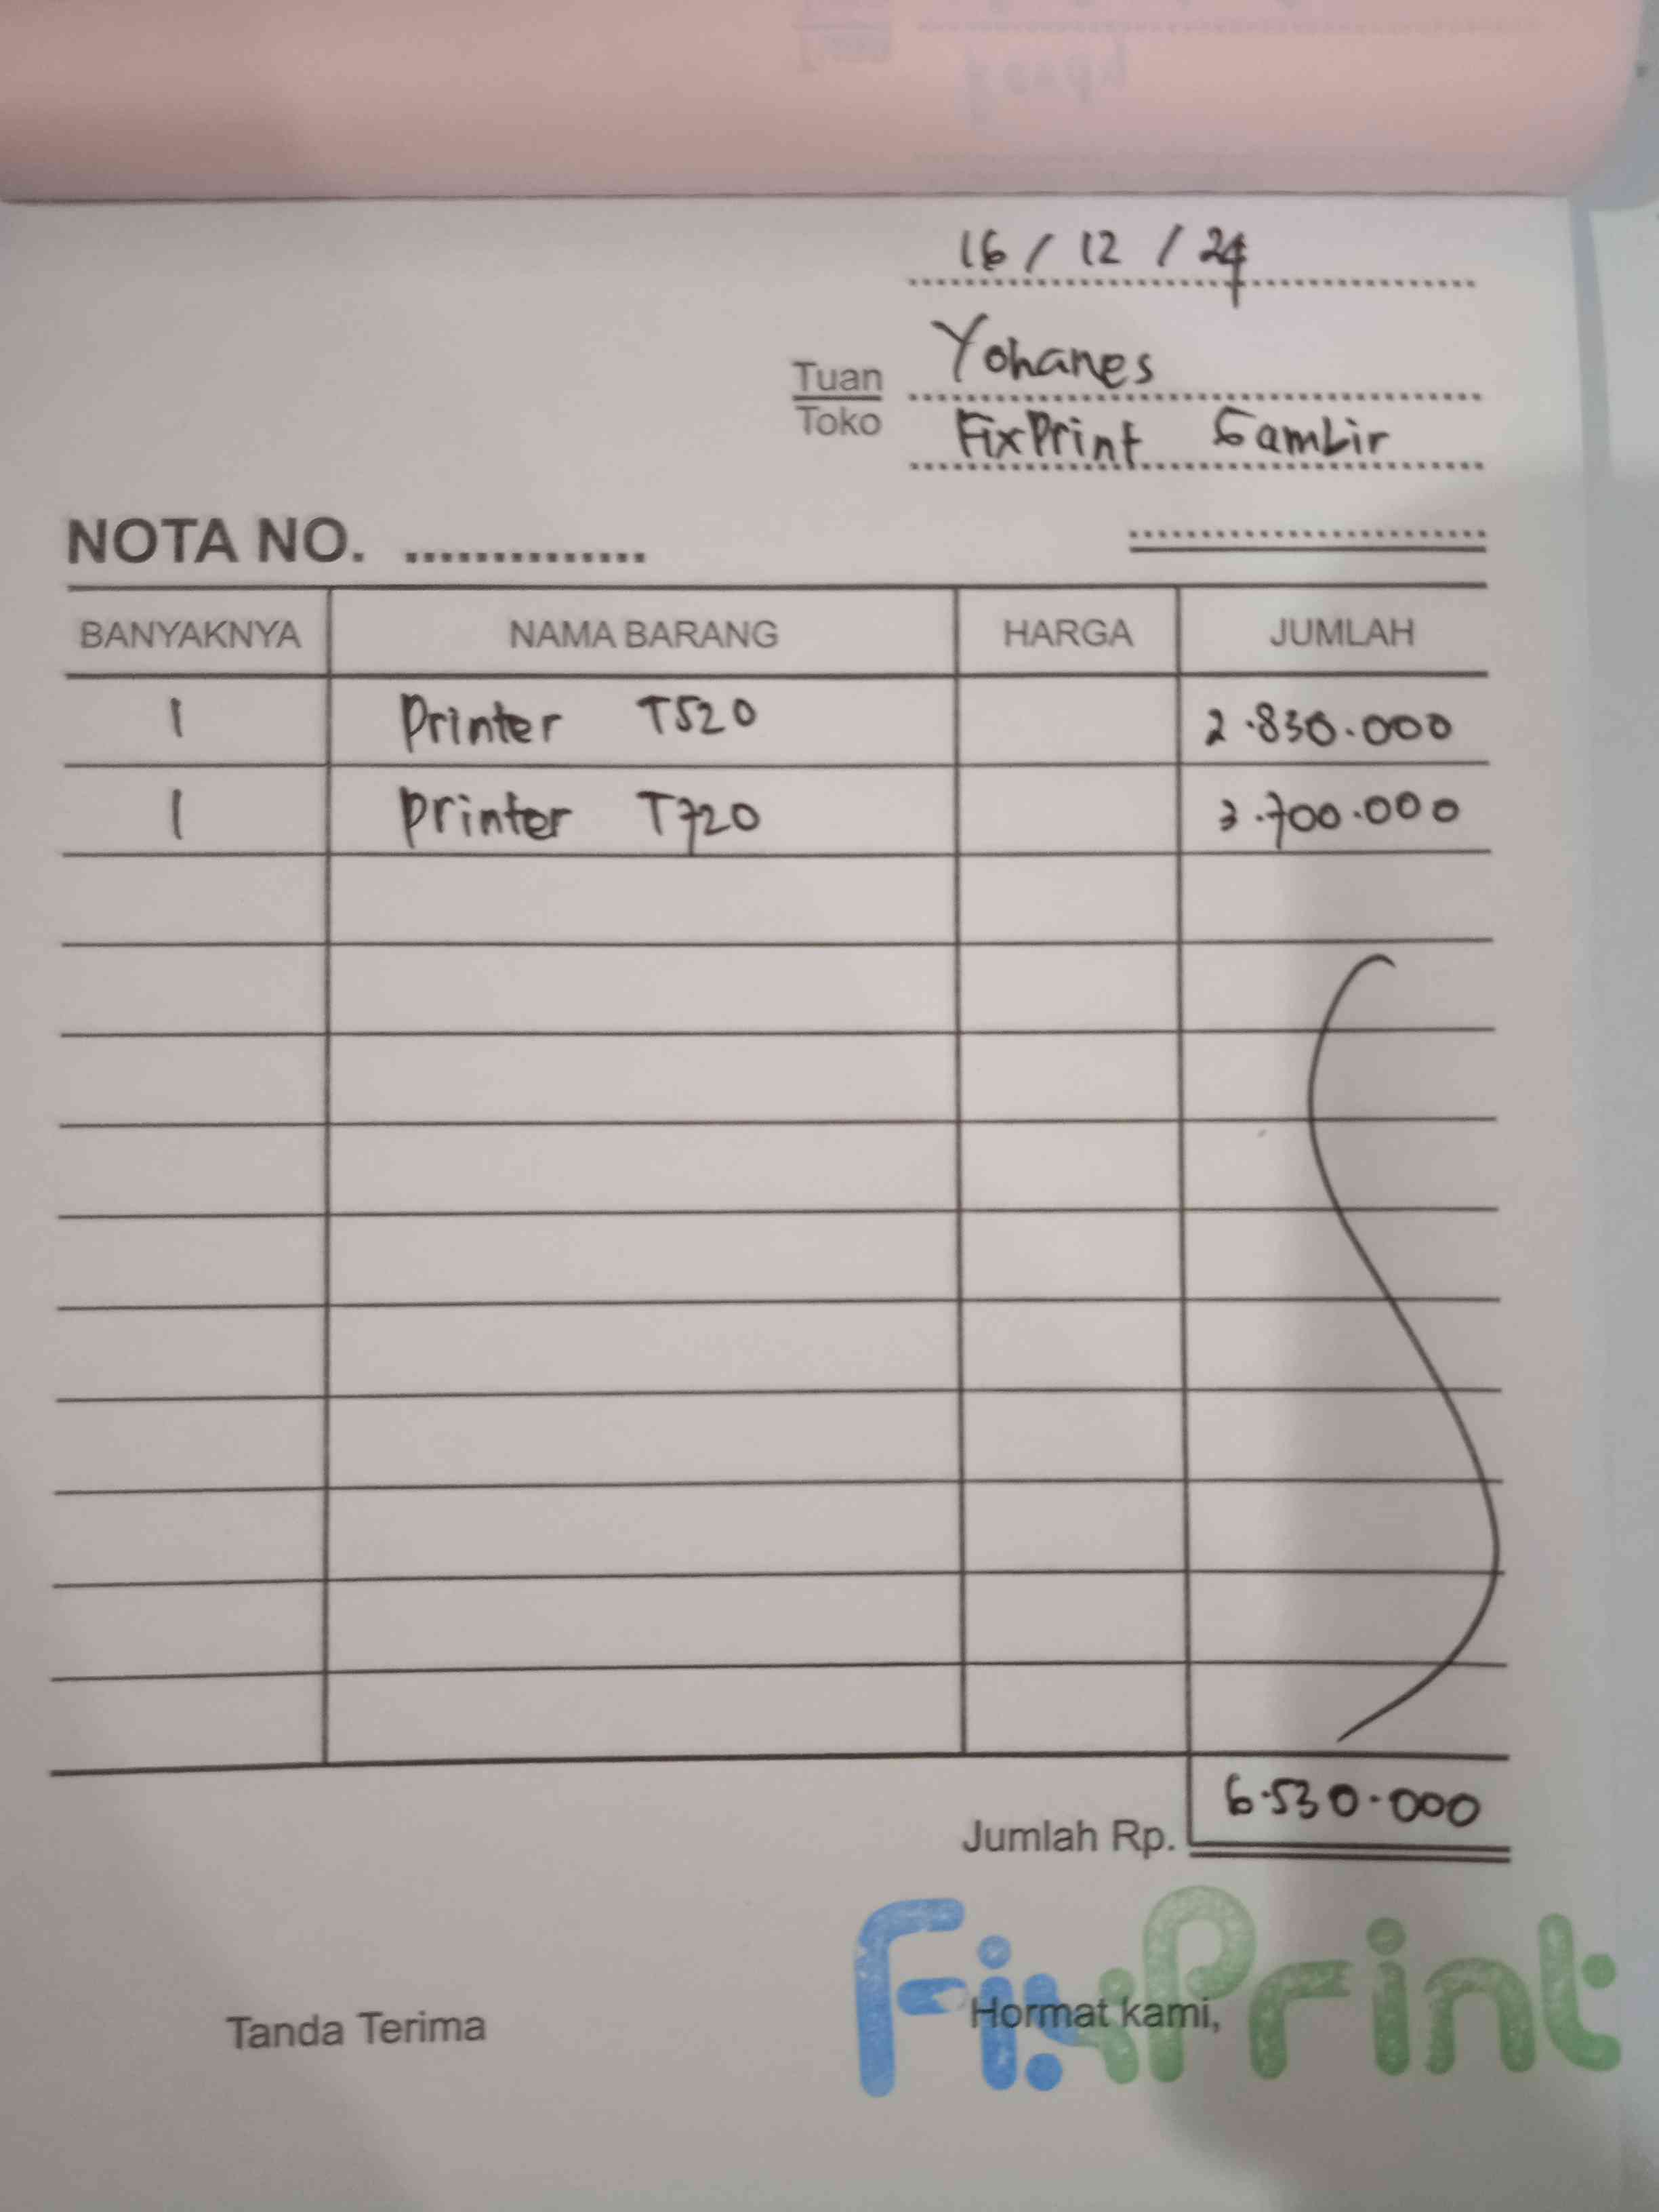 16 / 12 / 24
Tuan Yohanes
Toko FixPrint Gambir
NOTA NO. ..............
BANYAKNYA NAMA BARANG HARGA JUMLAH
1 Printer T520 2.830.000
1 Printer T720 3.700.000
Jumlah Rp. 6.530.000
Tanda Terima Hormat kami,
FixPrint